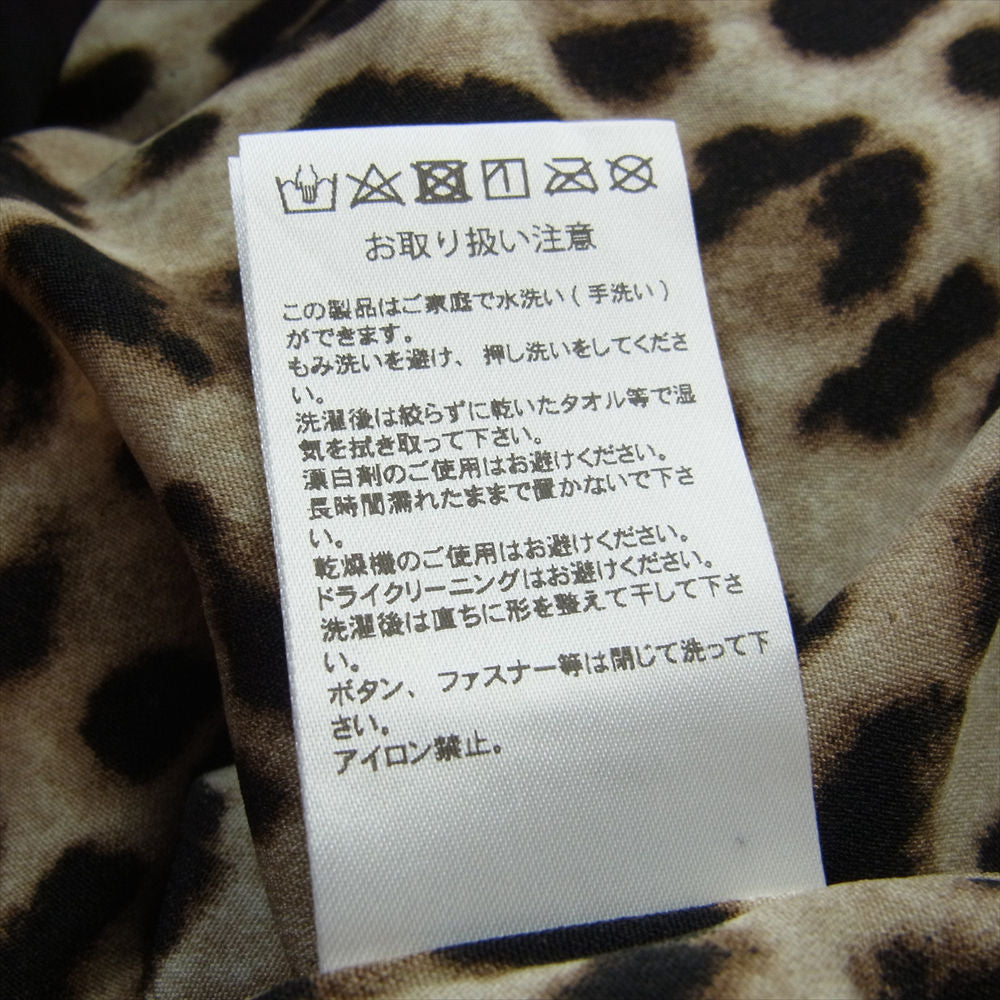 お取り扱い注意
この製品はご家庭で水洗い(手洗い)
ができます。
もみ洗いを避け、押し洗いをしてくださ
い。
洗濯後は絞らずに乾いたタオル等で湿
気を拭き取って下さい。
漂白剤のご使用はお避けください。
長時間濡れたままで置かないで下さ
い。
乾燥機のご使用はお避けください。
ドライクリーニングはお避けください。
洗濯後は直ちに形を整えて干して下さ
い。
ボタン、ファスナー等は閉じて洗って下
さい。
アイロン禁止。